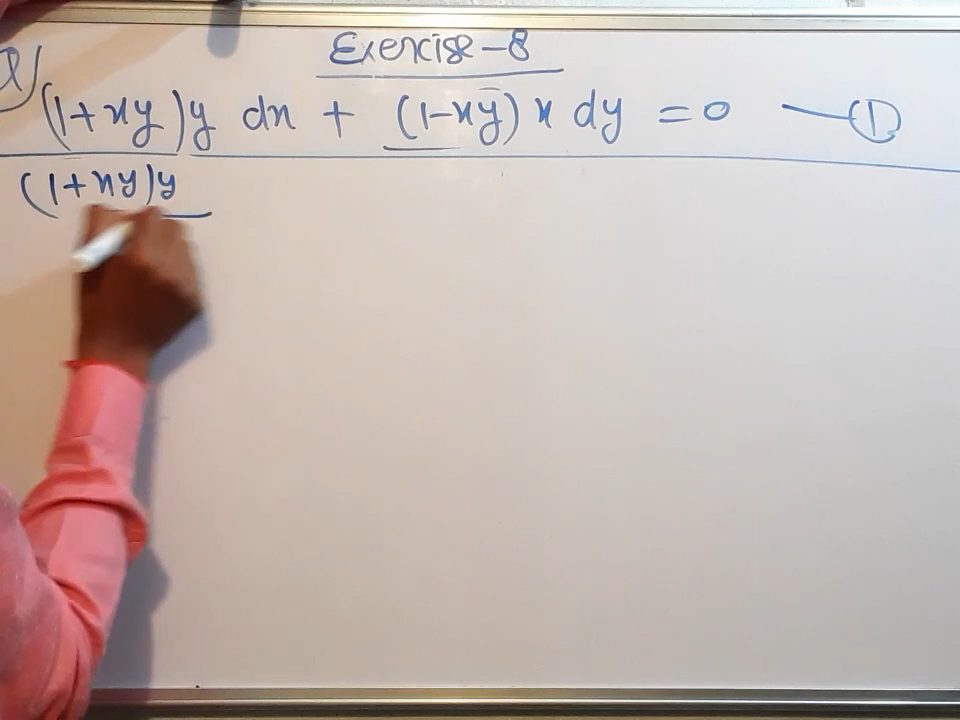 Exercise-8
Q/ (1+xy)y dx + (1-xy) x dy = 0 —①
(1+xy)y